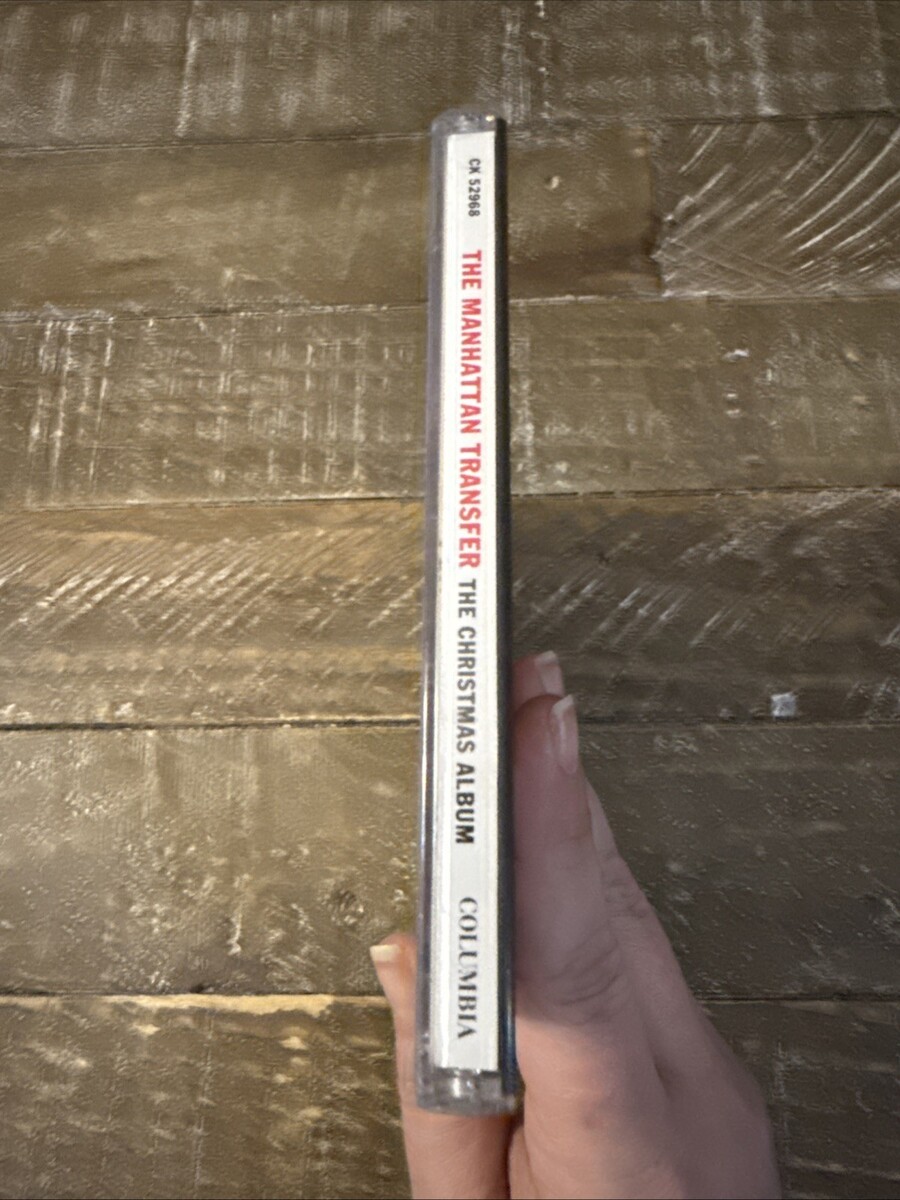 CK 52968 THE MANHATTAN TRANSFER THE CHRISTMAS ALBUM COLUMBIA